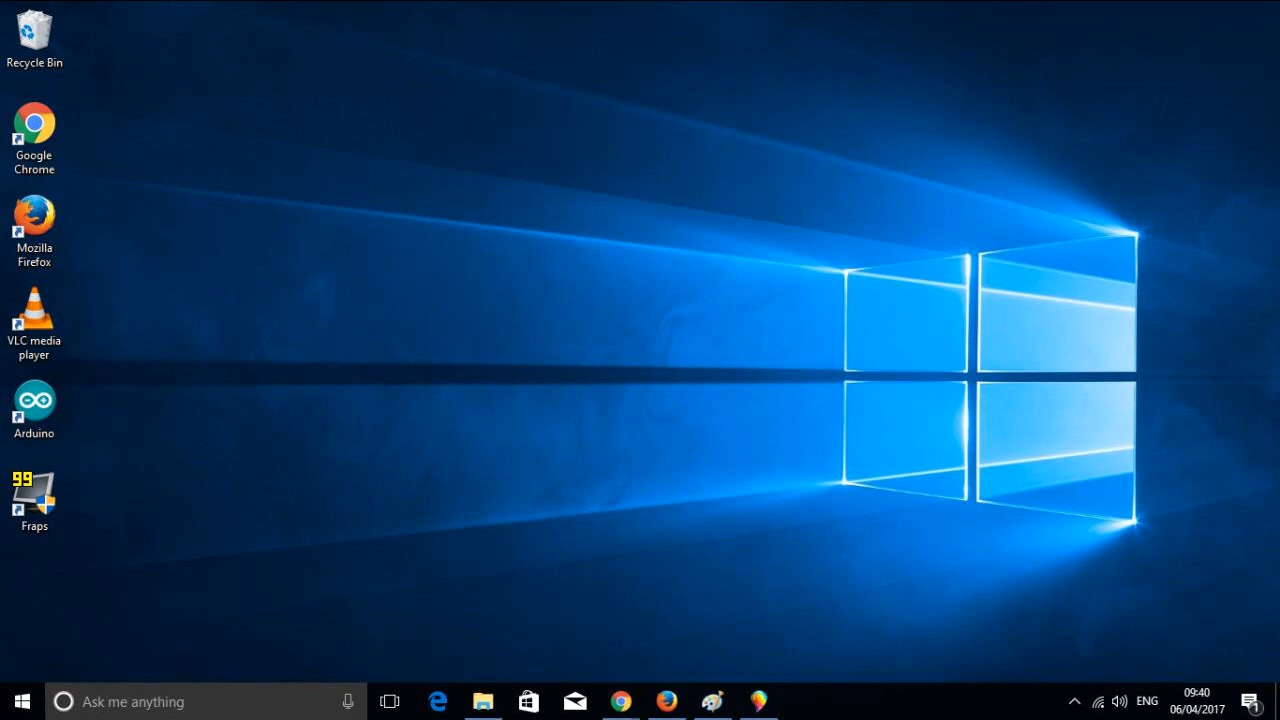 Recycle Bin
Google
Chrome
Mozilla
Firefox
VLC media
player
Arduino
99
Fraps
Ask me anything
ENG
09:40
06/04/2017
1